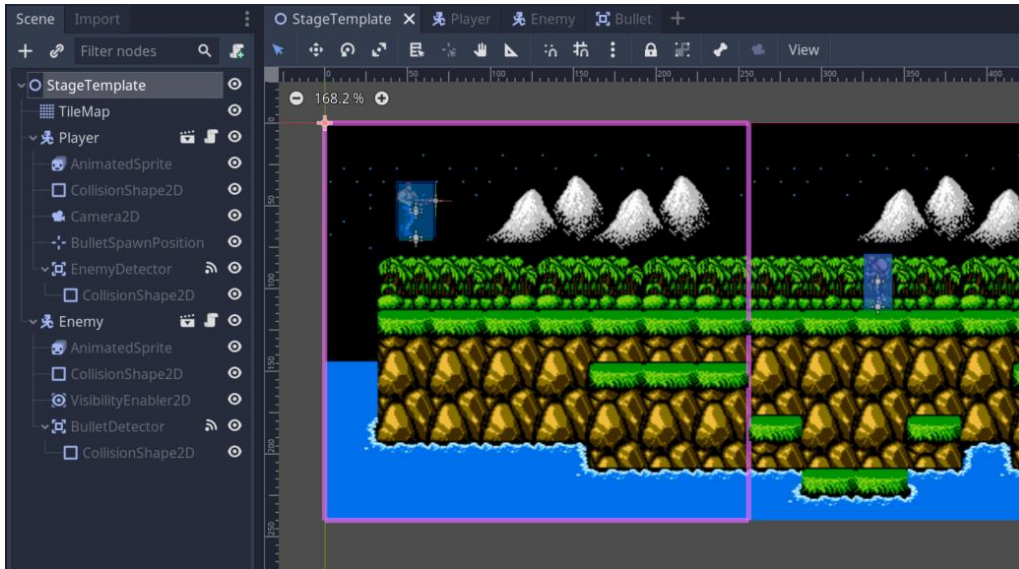 Scene Import
StageTemplate Player Enemy Bullet
Filter nodes
View
StageTemplate
TileMap
Player
AnimatedSprite
CollisionShape2D
Camera2D
BulletSpawnPosition
EnemyDetector
CollisionShape2D
Enemy
AnimatedSprite
CollisionShape2D
VisibilityEnabler2D
BulletDetector
CollisionShape2D
0 50 100 150 200 250 300 350 400
168.2 %
0
50
100
150
200
250